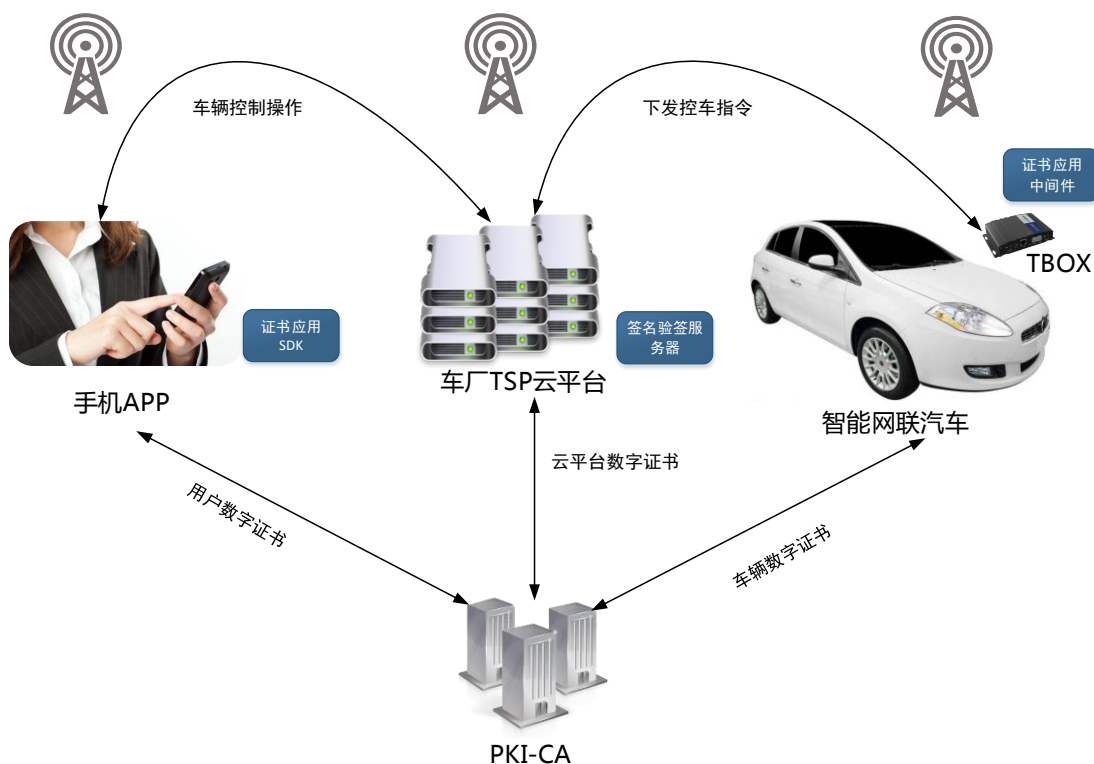 车辆控制操作
下发控车指令
证书应用
中间件
TBOX
证书应用
SDK
签名验签服
务器
手机APP
车厂TSP云平台
智能网联汽车
云平台数字证书
用户数字证书
车辆数字证书
PKI-CA